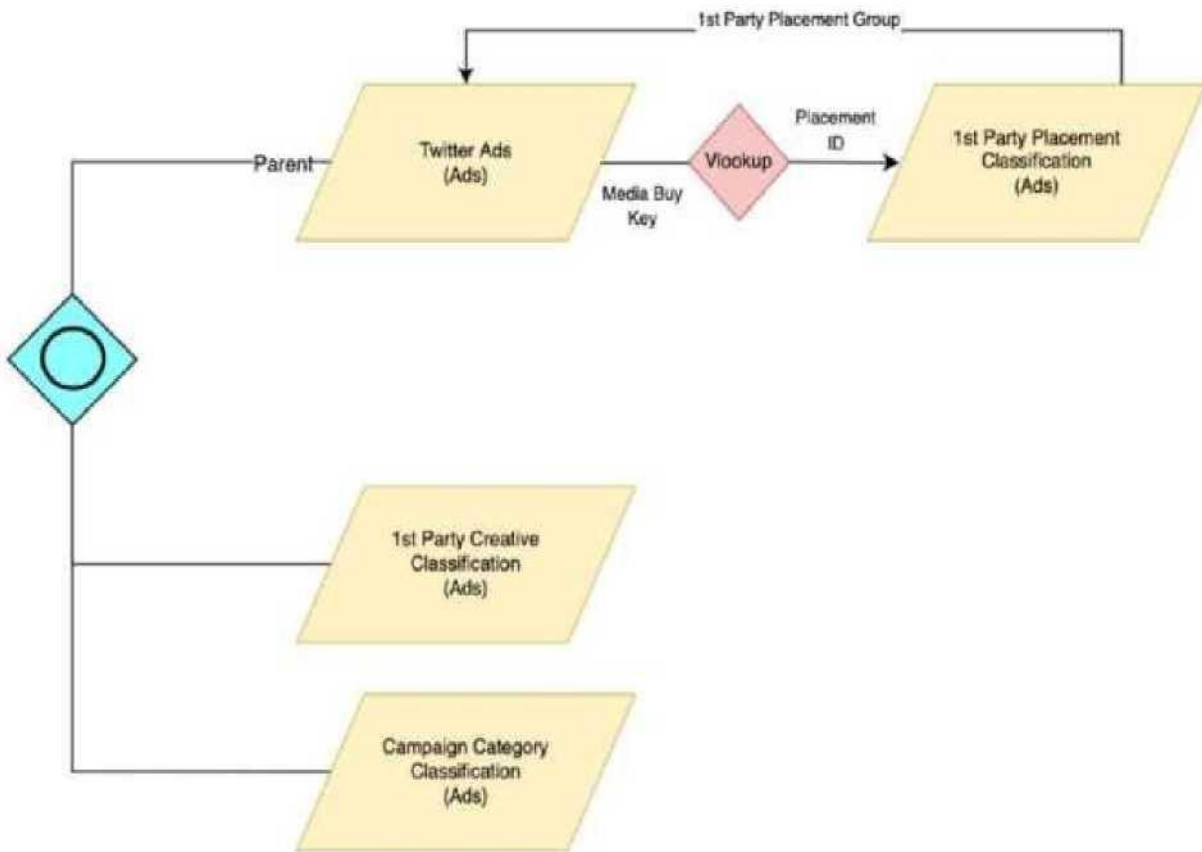 1st Party Placement Group
Twitter Ads
(Ads)
Parent
Media Buy
Key
Vlookup
Placement
ID
1st Party Placement
Classification
(Ads)
1st Party Creative
Classification
(Ads)
Campaign Category
Classification
(Ads)